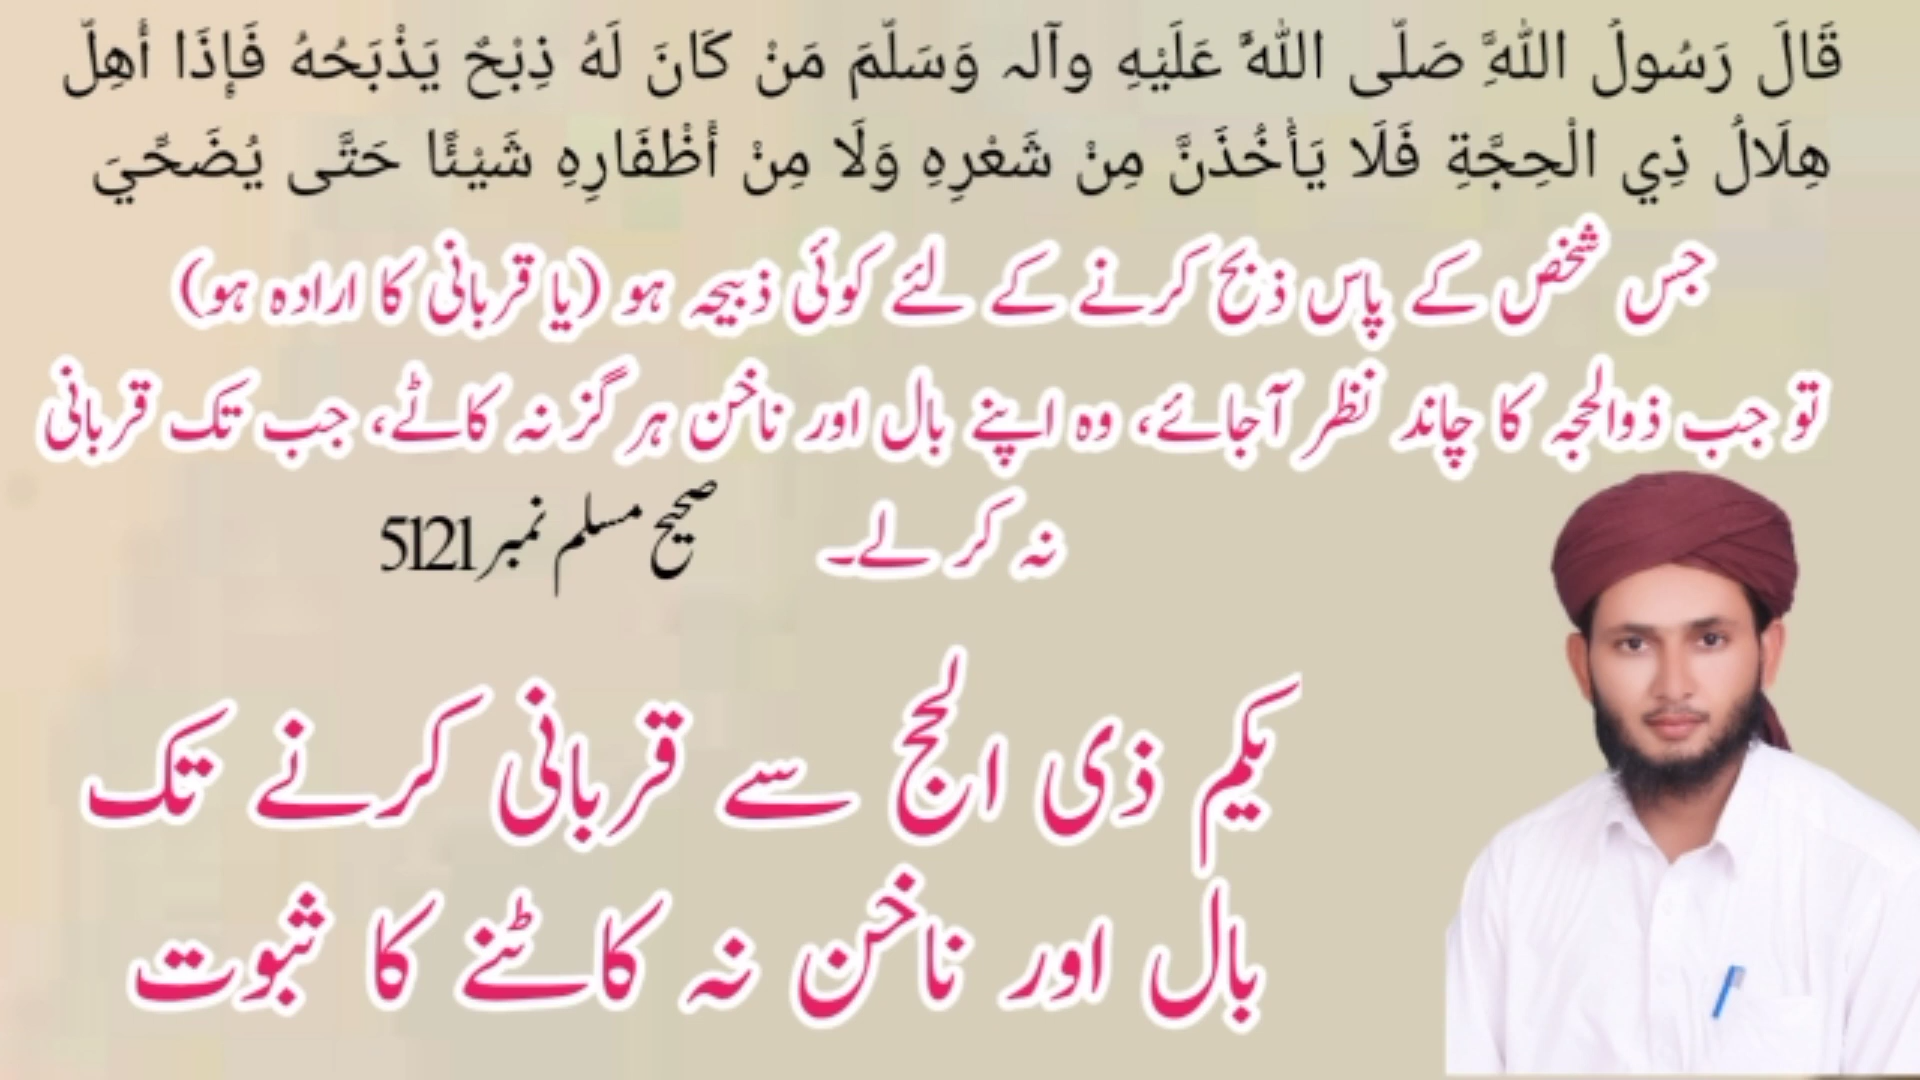 قَالَ رَسُولُ اللَّهِ صَلَّى اللَّهُ عَلَيْهِ وآلہ وَسَلَّمَ مَنْ كَانَ لَهُ ذِبْحٌ يَذْبَحُهُ فَإِذَا أُهِلَّ
هِلَالُ ذِي الْحِجَّةِ فَلَا يَأْخُذَنَّ مِنْ شَعْرِهِ وَلَا مِنْ أَظْفَارِهِ شَيْئًا حَتَّى يُضَحِّيَ
جس شخص کے پاس ذبح کرنے کے لئے کوئی ذبیحہ ہو (یا قربانی کا ارادہ ہو)
تو جب ذوالحجہ کا چاند نظر آجائے، وہ اپنے بال اور ناخن ہرگز نہ کاٹے، جب تک قربانی
نہ کر لے۔ صحیح مسلم نمبر 5121
یکم ذی الحج سے قربانی کرنے تک
بال اور ناخن نہ کاٹنے کا ثبوت